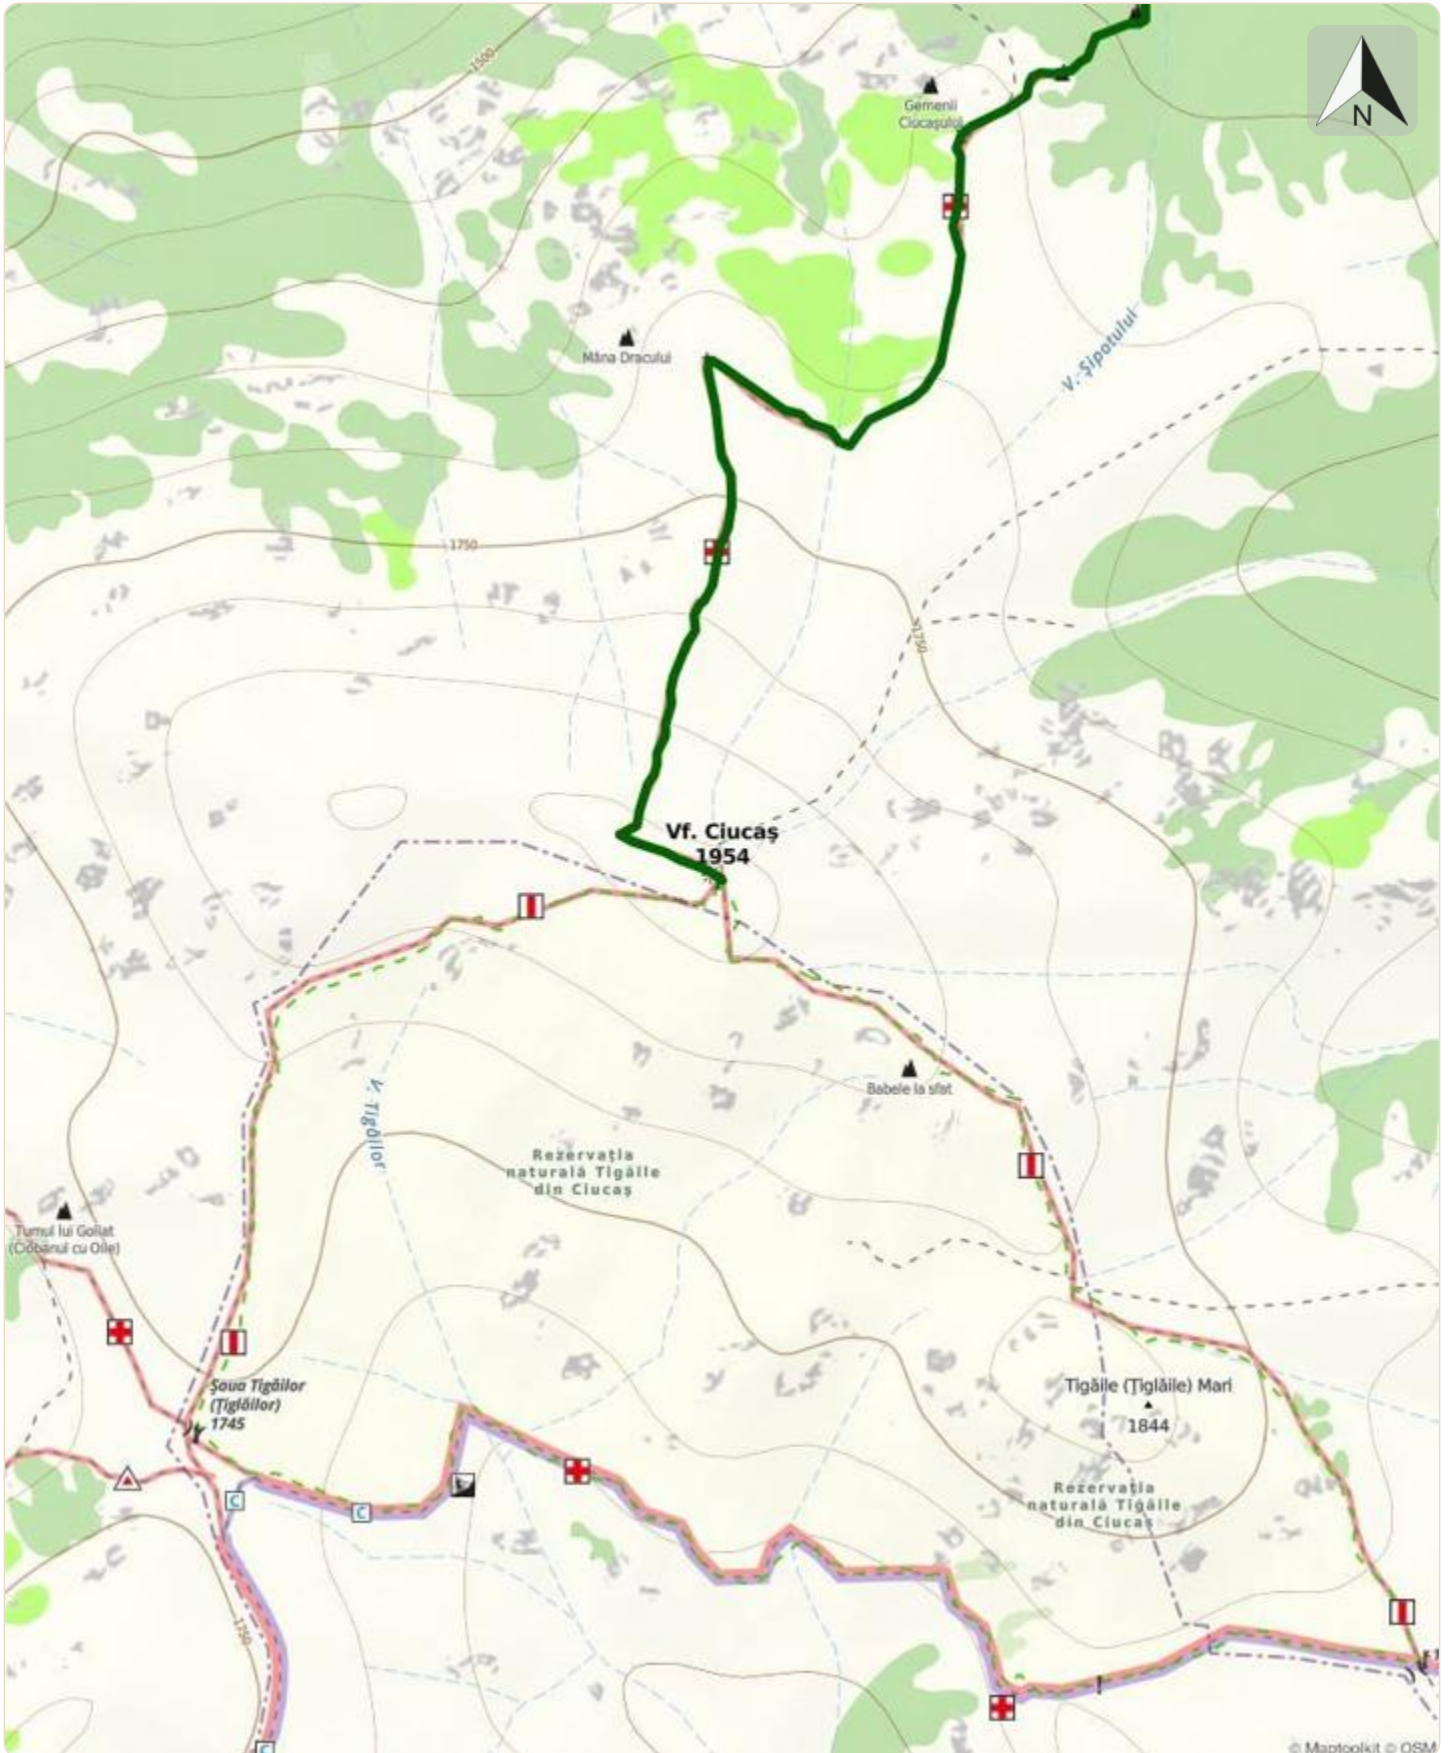 1500
Gemenii
Ciucașului
N
V. Șipotului
Mâna Dracului
1750
1750
Vf. Ciucaș
1954
Babele la sfat
V. Tigăilor
Rezervația
naturală Tigăile
din Ciucaș
Turnul lui Goliat
(Ciobanul cu Oile)
Șaua Tigăilor
(Țiglăilor)
1745
Tigăile (Țiglăile) Mari
1844
Rezervația
naturală Tigăile
din Ciucaș
C
C
1750
!
C
© Maptoolkit © OSM